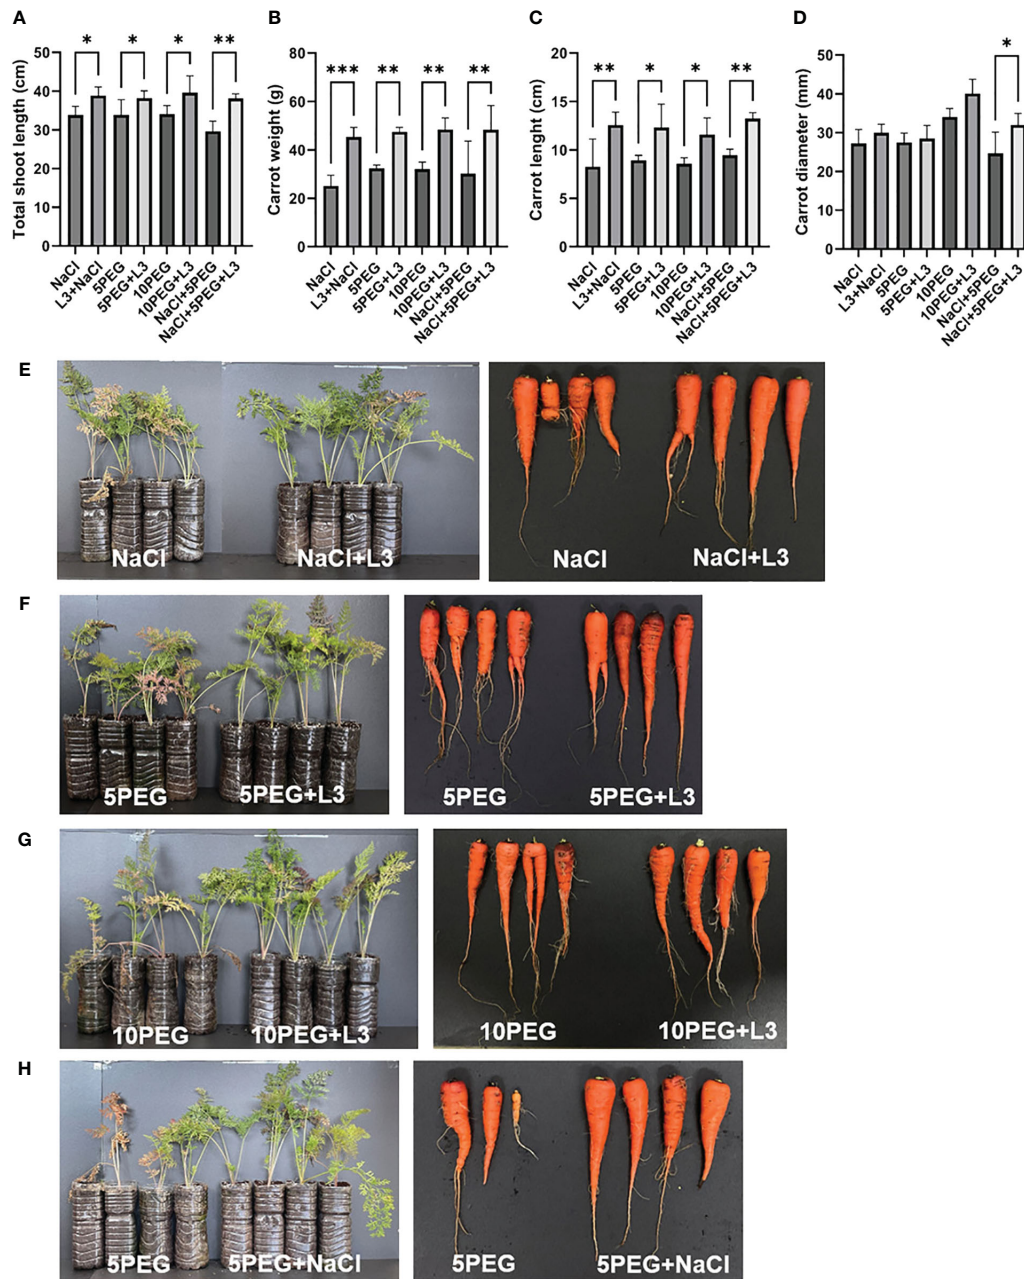 A
B
C
D
* * * **
Total shoot length (cm)
50
40
30
20
10
0
NaCl
L3+NaCl
5PEG
5PEG+L3
10PEG
10PEG+L3
NaCl+5PEG
NaCl+5PEG+L3
*** ** ** **
Carrot weight (g)
80
60
40
20
0
NaCl
L3+NaCl
5PEG
5PEG+L3
10PEG
10PEG+L3
NaCl+5PEG
NaCl+5PEG+L3
** * * **
Carrot lenght (cm)
20
15
10
5
0
NaCl
L3+NaCl
5PEG
5PEG+L3
10PEG
10PEG+L3
NaCl+5PEG
NaCl+5PEG+L3
*
Carrot diameter (mm)
50
40
30
20
10
0
NaCl
L3+NaCl
5PEG
5PEG+L3
10PEG
10PEG+L3
NaCl+5PEG
NaCl+5PEG+L3
E
NaCl NaCl+L3 NaCl NaCl+L3
F
5PEG 5PEG+L3 5PEG 5PEG+L3
G
10PEG 10PEG+L3 10PEG 10PEG+L3
H
5PEG 5PEG+NaCl 5PEG 5PEG+NaCl